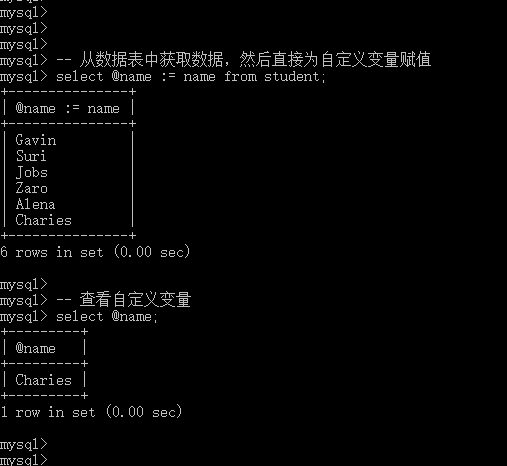 mysql>
mysql>
mysql>
mysql> -- 从数据表中获取数据，然后直接为自定义变量赋值
mysql> select @name := name from student;
+---------------+
| @name := name |
+---------------+
| Gavin         |
| Suri          |
| Jobs          |
| Zaro          |
| Alena         |
| Charies       |
+---------------+
6 rows in set (0.00 sec)

mysql>
mysql> -- 查看自定义变量
mysql> select @name;
+---------+
| @name   |
+---------+
| Charies |
+---------+
1 row in set (0.00 sec)

mysql>
mysql>